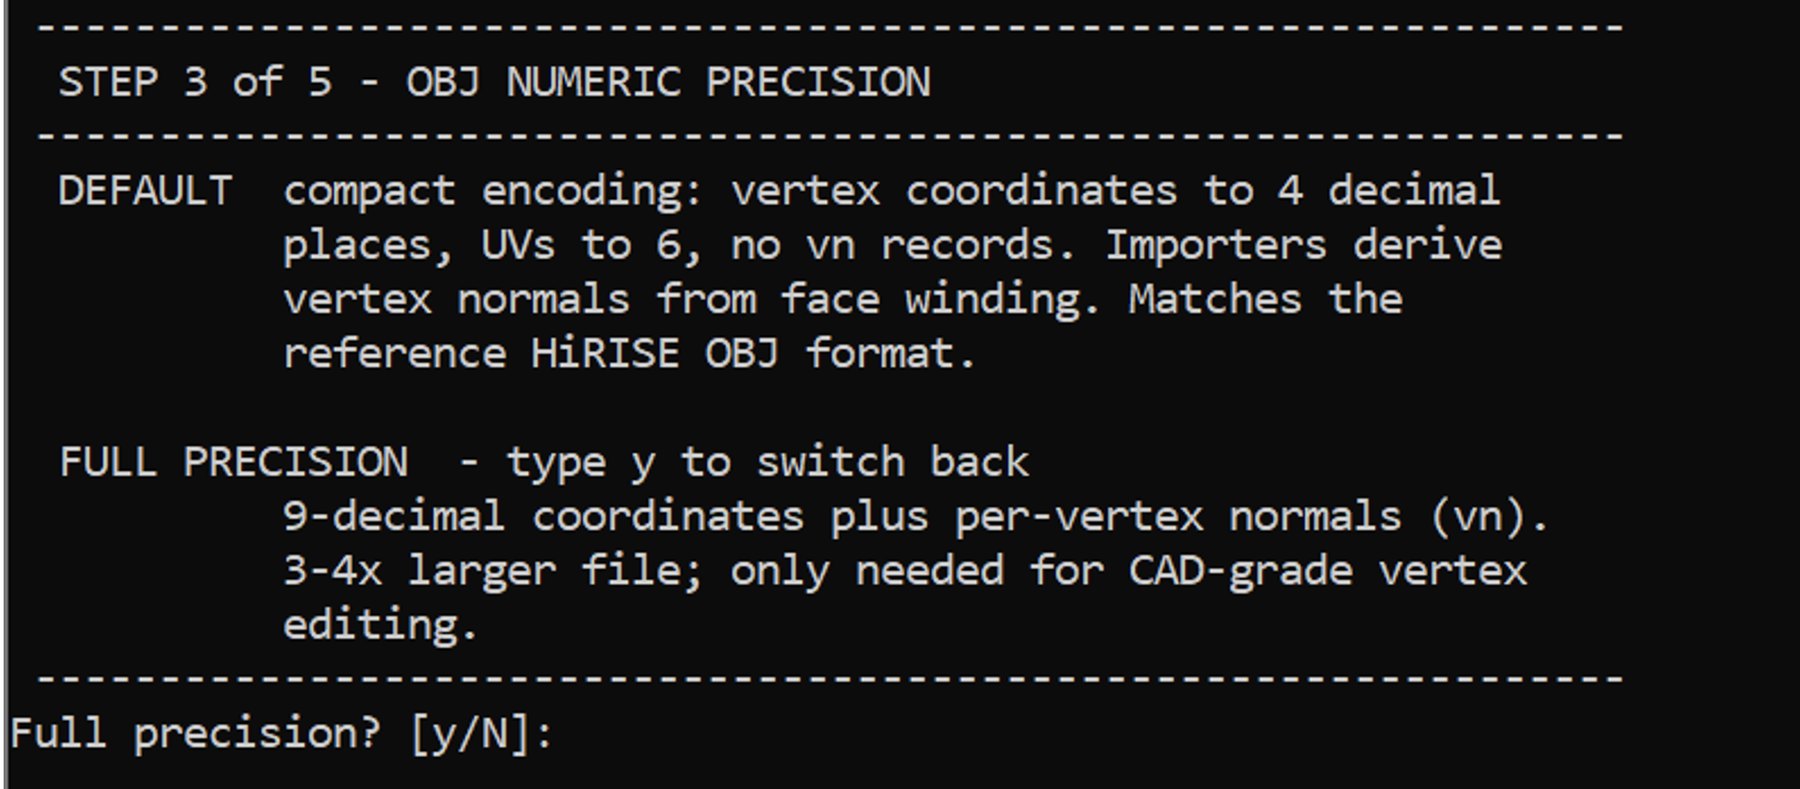 ----------------------------------------------------------------
STEP 3 of 5 - OBJ NUMERIC PRECISION
----------------------------------------------------------------
DEFAULT  compact encoding: vertex coordinates to 4 decimal
places, UVs to 6, no vn records. Importers derive
vertex normals from face winding. Matches the
reference HiRISE OBJ format.
FULL PRECISION  - type y to switch back
9-decimal coordinates plus per-vertex normals (vn).
3-4x larger file; only needed for CAD-grade vertex
editing.
----------------------------------------------------------------
Full precision? [y/N]: